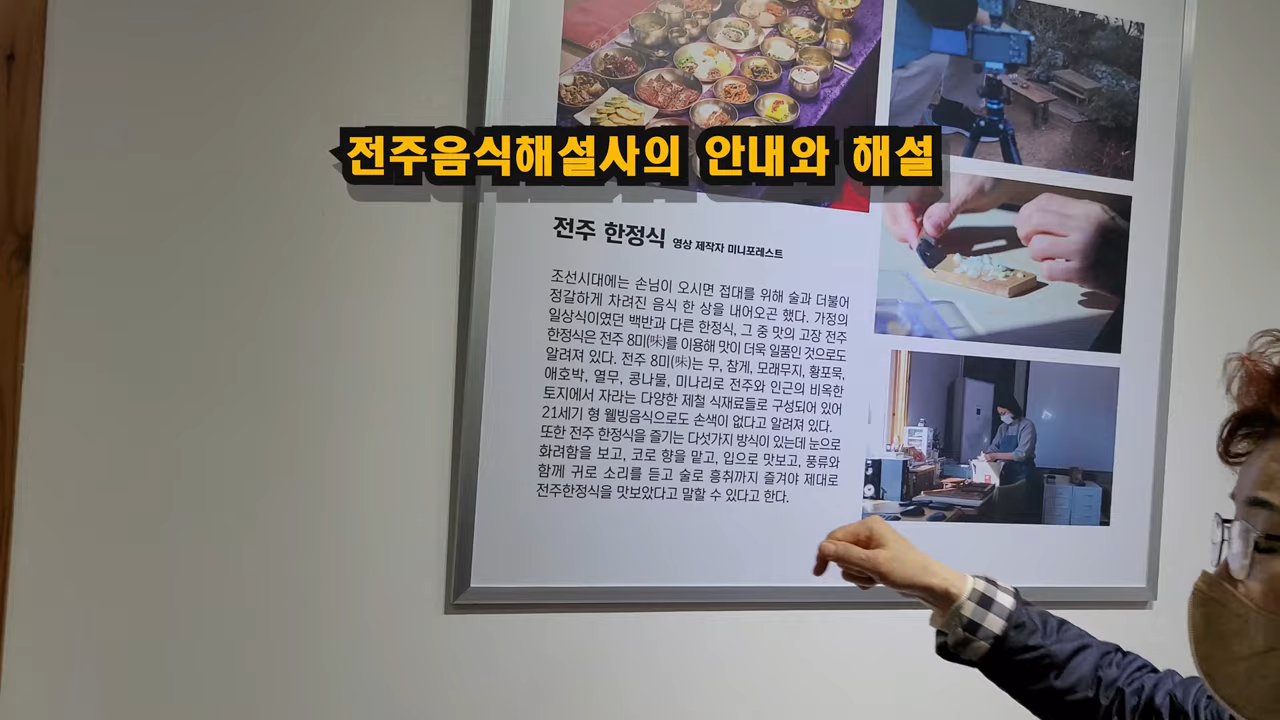 전주음식해설사의 안내와 해설
전주 한정식 영상 제작자 미니포레스트
조선시대에는 손님이 오시면 접대를 위해 술과 더불어
정갈하게 차려진 음식 한 상을 내어오곤 했다. 가정의
일상식이였던 백반과 다른 한정식, 그 중 맛의 고장 전주
한정식은 전주 8미(味)를 이용해 맛이 더욱 일품인 것으로도
알려져 있다. 전주 8미(味)는 무, 참게, 모래무지, 황포묵,
애호박, 열무, 콩나물, 미나리로 전주와 인근의 비옥한
토지에서 자라는 다양한 제철 식재료들로 구성되어 있어
21세기 형 웰빙음식으로도 손색이 없다고 알려져 있다.
또한 전주 한정식을 즐기는 다섯가지 방식이 있는데 눈으로
화려함을 보고, 코로 향을 맡고, 입으로 맛보고, 풍류와
함께 귀로 소리를 듣고 술로 흥취까지 즐겨야 제대로
전주한정식을 맛보았다고 말할 수 있다고 한다.